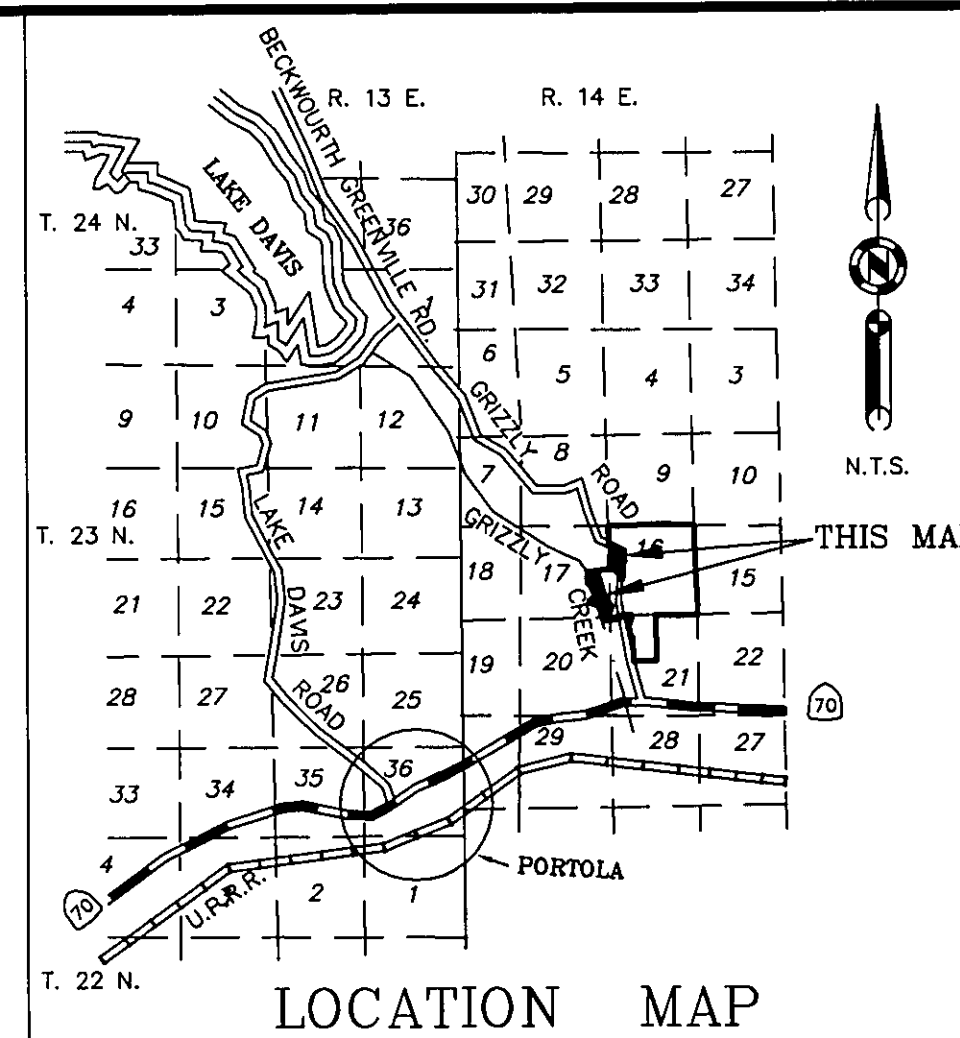 BECKWOURTH GREENVILLE RD.
R. 13 E. R. 14 E.
LAKE DAVIS
T. 24 N.
36 30 29 28 27
33
31 32 33 34
4 3 1
6 5 4 3
GRIZZLY ROAD
9 10 11 12
7 8 9 10
N
N.T.S.
16 15 14 13
T. 23 N.
GRIZZLY CREEK
18 17 16 15
THIS MA
LAKE DAVIS ROAD
21 22 23 24
19 20 21 22
28 27 26 25
70
29 28 27
33 34 35 36
4 2 1
PORTOLA
70
U.P.R.R.
T. 22 N.
LOCATION MAP